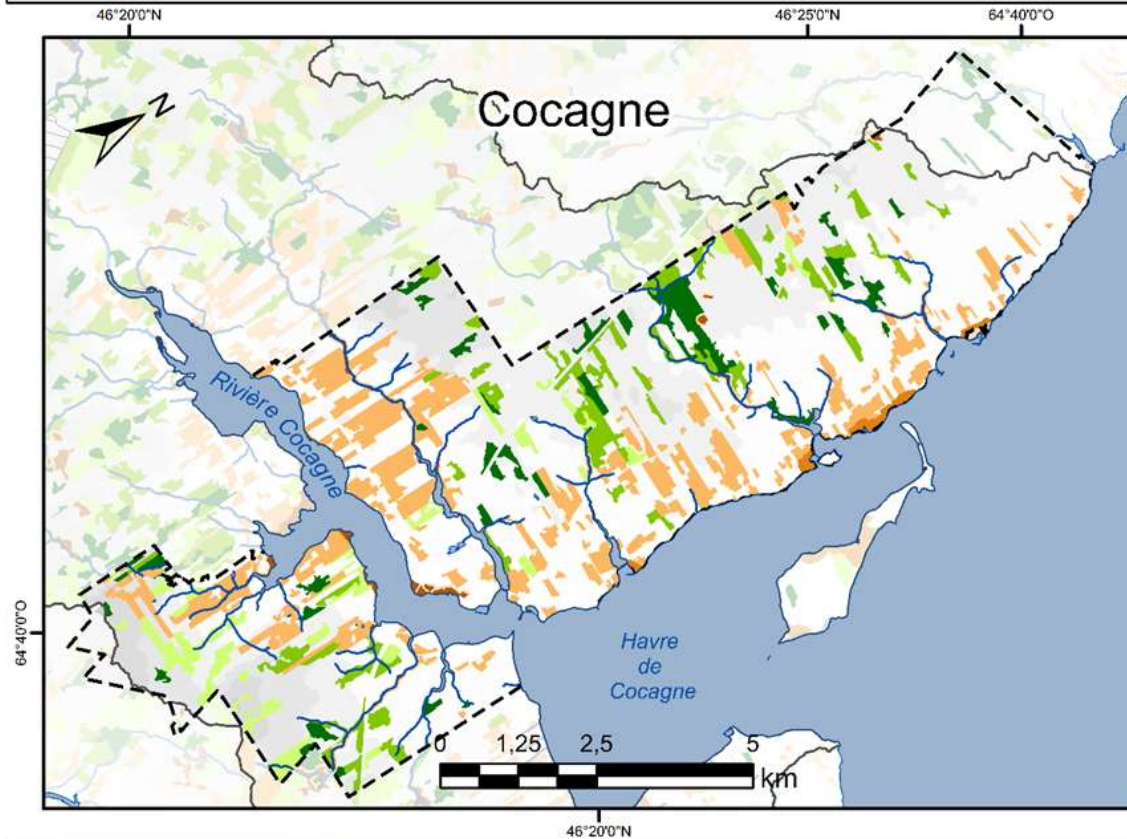 46°20'0"N
46°25'0"N
64°40'0"O
Cocagne
N
Rivière Cocagne
64°40'0"O
Havre
de
Cocagne
0 1,25 2,5 5
km
46°20'0"N